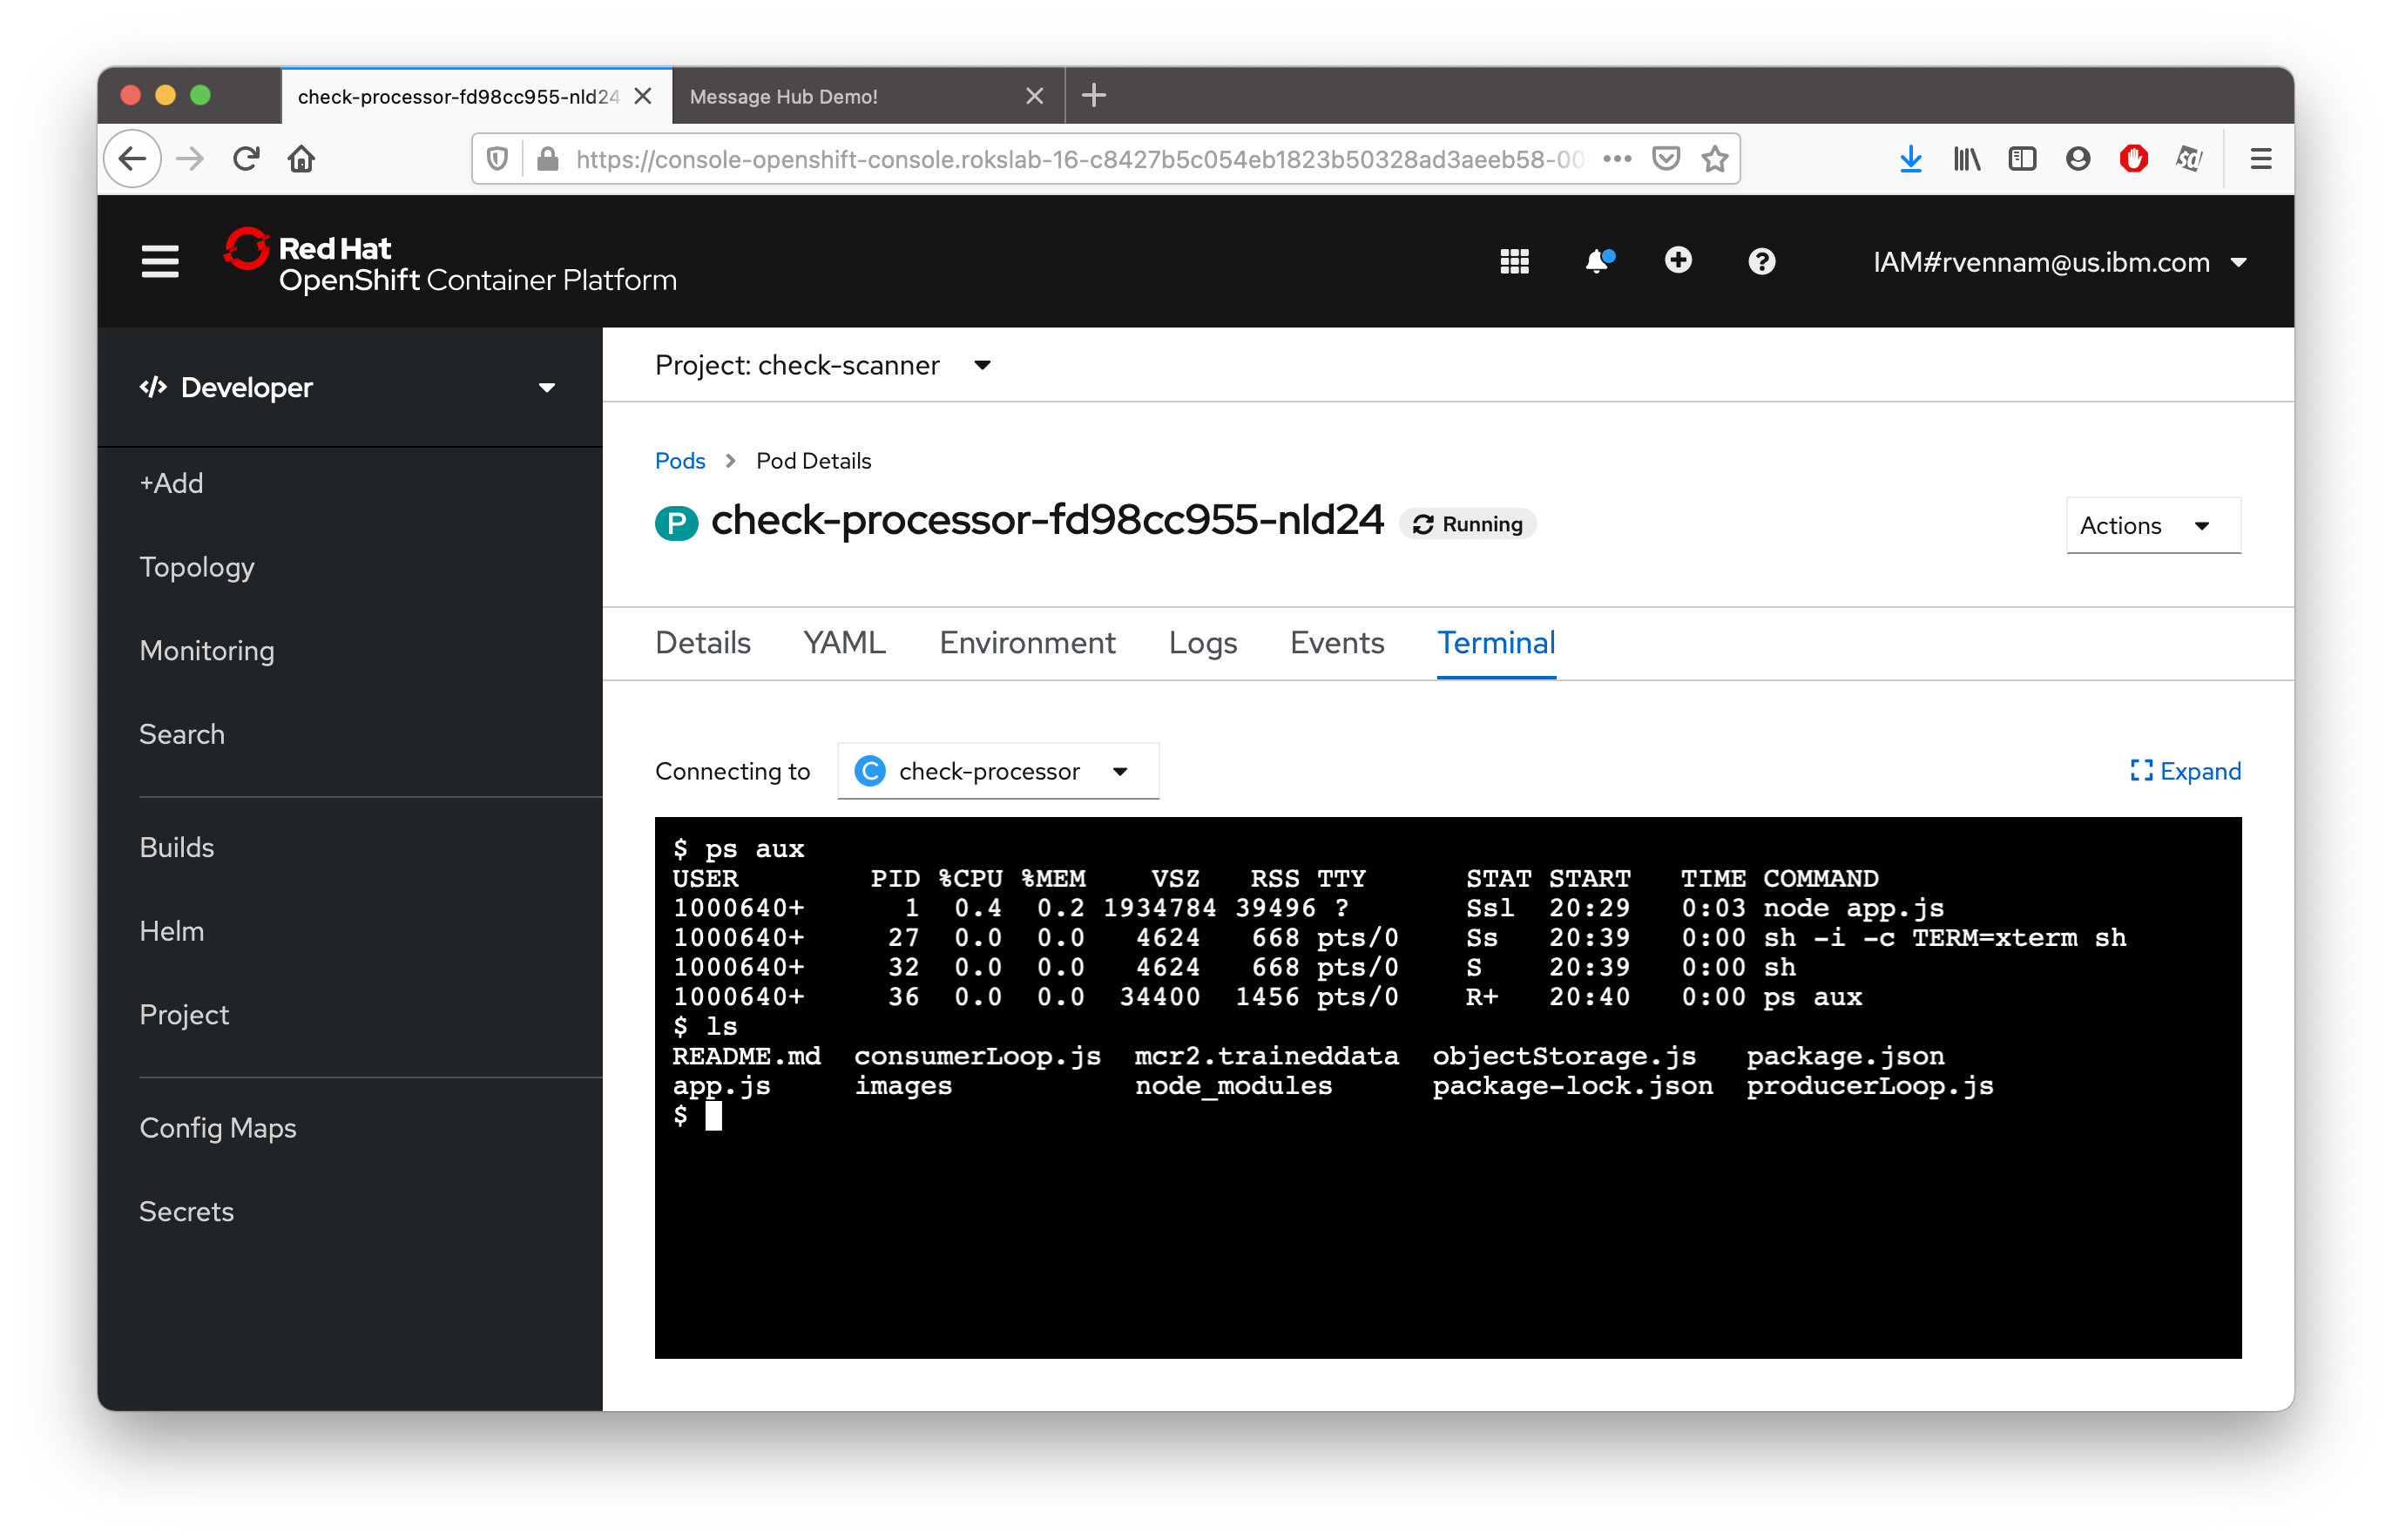 check-processor-fd98cc955-nld24
Message Hub Demo!
https://console-openshift-console.rokslab-16-c8427b5c054eb1823b50328ad3aeeb58-00
Red Hat
OpenShift Container Platform
IAM#rvennam@us.ibm.com
Developer
+Add
Topology
Monitoring
Search
Builds
Helm
Project
Config Maps
Secrets
Project: check-scanner
Pods > Pod Details
P check-processor-fd98cc955-nld24 Running
Actions
Details YAML Environment Logs Events Terminal
Connecting to C check-processor
Expand
$ ps aux
USER PID %CPU %MEM VSZ RSS TTY STAT START TIME COMMAND
1000640+ 1 0.4 0.2 1934784 39496 ? Ssl 20:29 0:03 node app.js
1000640+ 27 0.0 0.0 4624 668 pts/0 Ss 20:39 0:00 sh -i -c TERM=xterm sh
1000640+ 32 0.0 0.0 4624 668 pts/0 S 20:39 0:00 sh
1000640+ 36 0.0 0.0 34400 1456 pts/0 R+ 20:40 0:00 ps aux
$ ls
README.md consumerLoop.js mcr2.traineddata objectStorage.js package.json
app.js images node_modules package-lock.json producerLoop.js
$